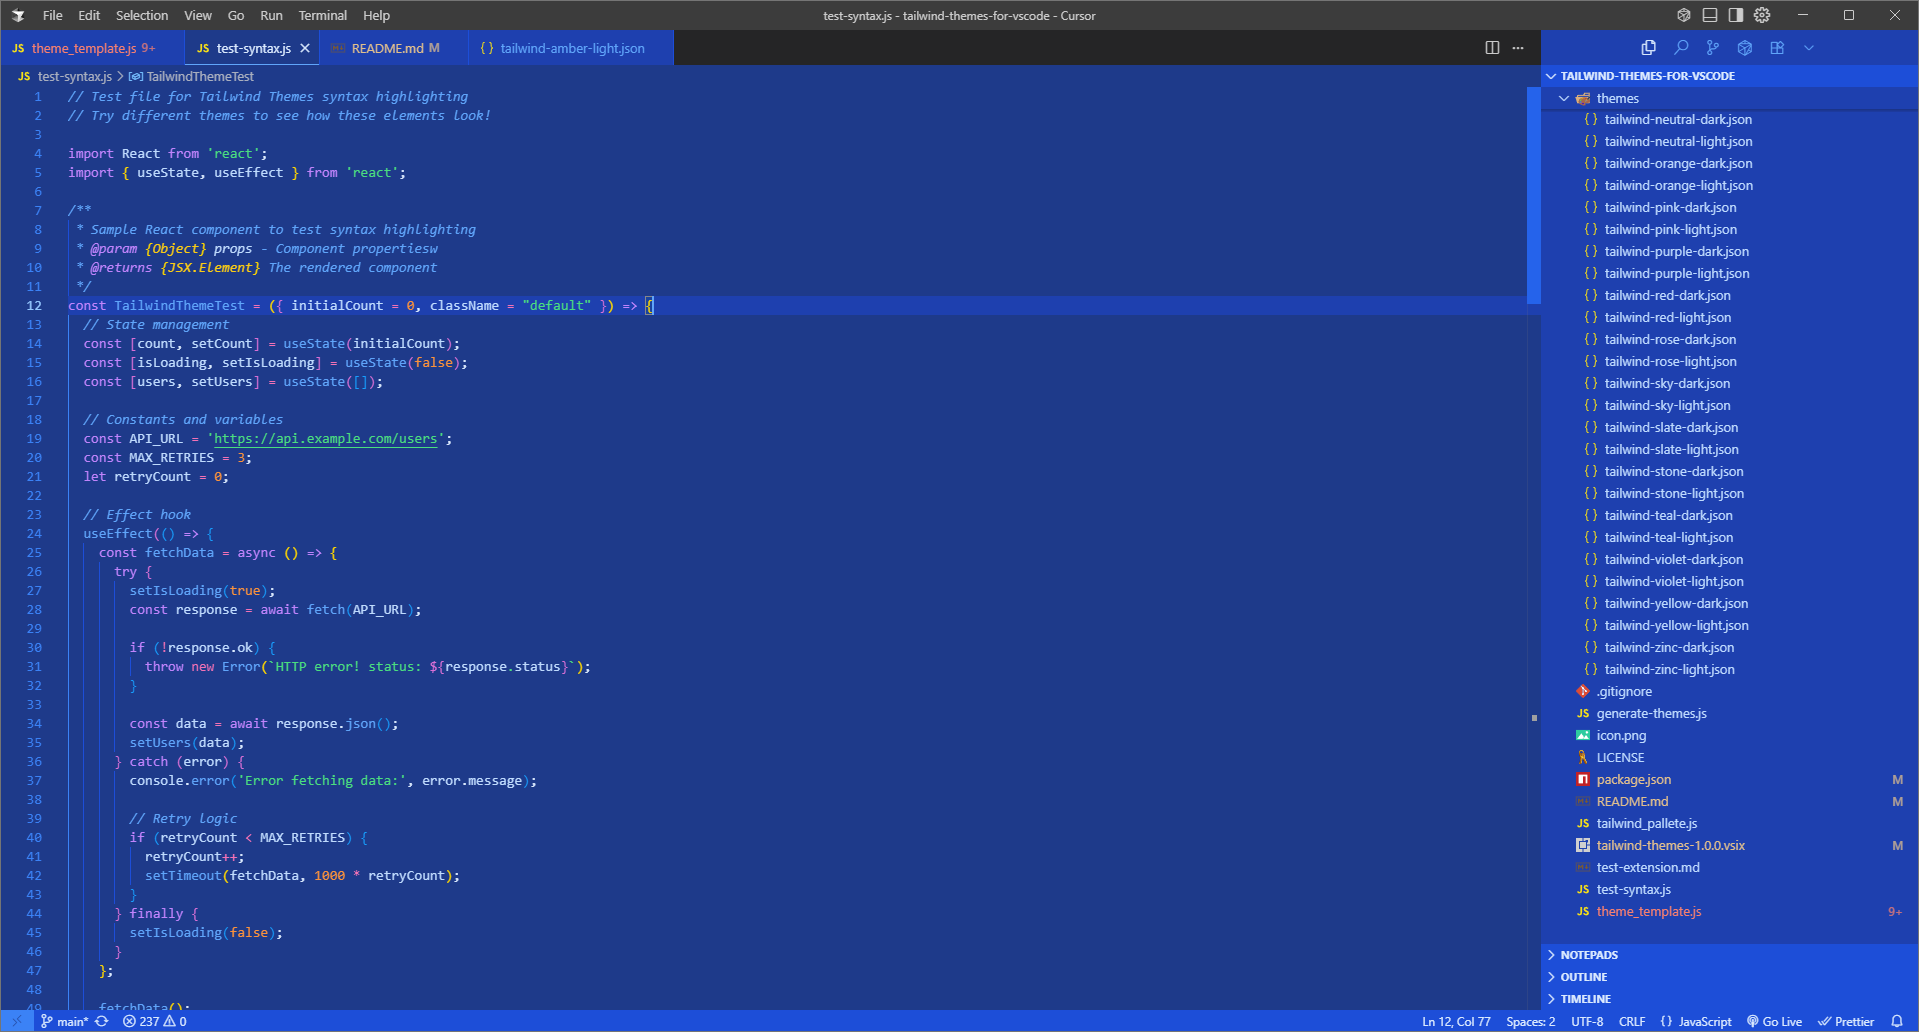 File Edit Selection View Go Run Terminal Help
test-syntax.js - tailwind-themes-for-vscode - Cursor
JS theme_template.js 9+
JS test-syntax.js
README.md M
{} tailwind-amber-light.json
JS test-syntax.js > TailwindThemeTest
1 // Test file for Tailwind Themes syntax highlighting
2 // Try different themes to see how these elements look!
3
4 import React from 'react';
5 import { useState, useEffect } from 'react';
6
7 /**
8 * Sample React component to test syntax highlighting
9 * @param {Object} props - Component propertiesw
10 * @returns {JSX.Element} The rendered component
11 */
12 const TailwindThemeTest = ({ initialCount = 0, className = "default" }) => {
13 // State management
14 const [count, setCount] = useState(initialCount);
15 const [isLoading, setIsLoading] = useState(false);
16 const [users, setUsers] = useState([]);
17
18 // Constants and variables
19 const API_URL = 'https://api.example.com/users';
20 const MAX_RETRIES = 3;
21 let retryCount = 0;
22
23 // Effect hook
24 useEffect(() => {
25 const fetchData = async () => {
26 try {
27 setIsLoading(true);
28 const response = await fetch(API_URL);
29
30 if (!response.ok) {
31 throw new Error(`HTTP error! status: ${response.status}`);
32 }
33
34 const data = await response.json();
35 setUsers(data);
36 } catch (error) {
37 console.error('Error fetching data:', error.message);
38
39 // Retry logic
40 if (retryCount < MAX_RETRIES) {
41 retryCount++;
42 setTimeout(fetchData, 1000 * retryCount);
43 }
44 } finally {
45 setIsLoading(false);
46 }
47 };
48
49 fetchData();
TAILWIND-THEMES-FOR-VSCODE
themes
{} tailwind-neutral-dark.json
{} tailwind-neutral-light.json
{} tailwind-orange-dark.json
{} tailwind-orange-light.json
{} tailwind-pink-dark.json
{} tailwind-pink-light.json
{} tailwind-purple-dark.json
{} tailwind-purple-light.json
{} tailwind-red-dark.json
{} tailwind-red-light.json
{} tailwind-rose-dark.json
{} tailwind-rose-light.json
{} tailwind-sky-dark.json
{} tailwind-sky-light.json
{} tailwind-slate-dark.json
{} tailwind-slate-light.json
{} tailwind-stone-dark.json
{} tailwind-stone-light.json
{} tailwind-teal-dark.json
{} tailwind-teal-light.json
{} tailwind-violet-dark.json
{} tailwind-violet-light.json
{} tailwind-yellow-dark.json
{} tailwind-yellow-light.json
{} tailwind-zinc-dark.json
{} tailwind-zinc-light.json
.gitignore
JS generate-themes.js
icon.png
LICENSE
package.json M
README.md M
JS tailwind_pallete.js
tailwind-themes-1.0.0.vsix M
test-extension.md
JS test-syntax.js
JS theme_template.js 9+
NOTEPADS
OUTLINE
TIMELINE
main* 237 0
Ln 12, Col 77 Spaces: 2 UTF-8 CRLF {} JavaScript Go Live Prettier